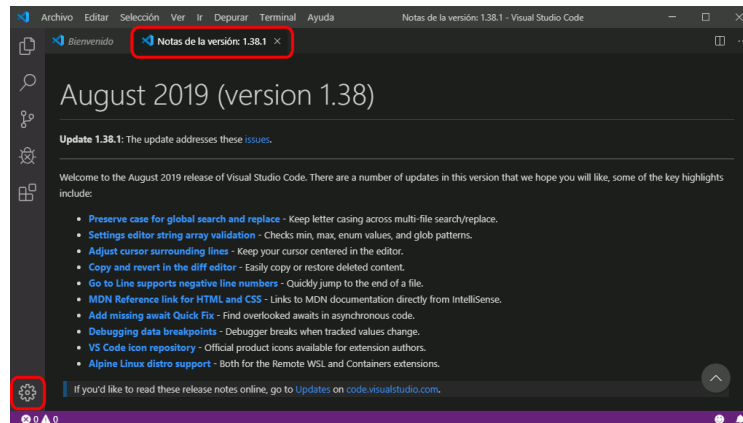 Archivo Editar Selección Ver Ir Depurar Terminal Ayuda Notas de la versión: 1.38.1 - Visual Studio Code
Bienvenido Notas de la versión: 1.38.1
August 2019 (version 1.38)
Update 1.38.1: The update addresses these issues.
Welcome to the August 2019 release of Visual Studio Code. There are a number of updates in this version that we hope you will like, some of the key highlights
include:
• Preserve case for global search and replace - Keep letter casing across multi-file search/replace.
• Settings editor string array validation - Checks min, max, enum values, and glob patterns.
• Adjust cursor surrounding lines - Keep your cursor centered in the editor.
• Copy and revert in the diff editor - Easily copy or restore deleted content.
• Go to Line supports negative line numbers - Quickly jump to the end of a file.
• MDN Reference link for HTML and CSS - Links to MDN documentation directly from IntelliSense.
• Add missing await Quick Fix - Find overlooked awaits in asynchronous code.
• Debugging data breakpoints - Debugger breaks when tracked values change.
• VS Code icon repository - Official product icons available for extension authors.
• Alpine Linux distro support - Both for the Remote WSL and Containers extensions.
If you'd like to read these release notes online, go to Updates on code.visualstudio.com.
0 0